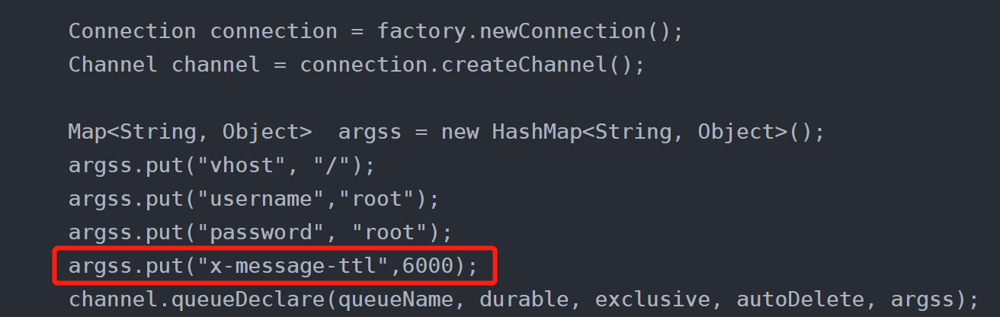 Connection connection = factory.newConnection();
Channel channel = connection.createChannel();
Map<String, Object>  argss = new HashMap<String, Object>();
argss.put("vhost", "/");
argss.put("username","root");
argss.put("password", "root");
argss.put("x-message-ttl",6000);
channel.queueDeclare(queueName, durable, exclusive, autoDelete, argss);